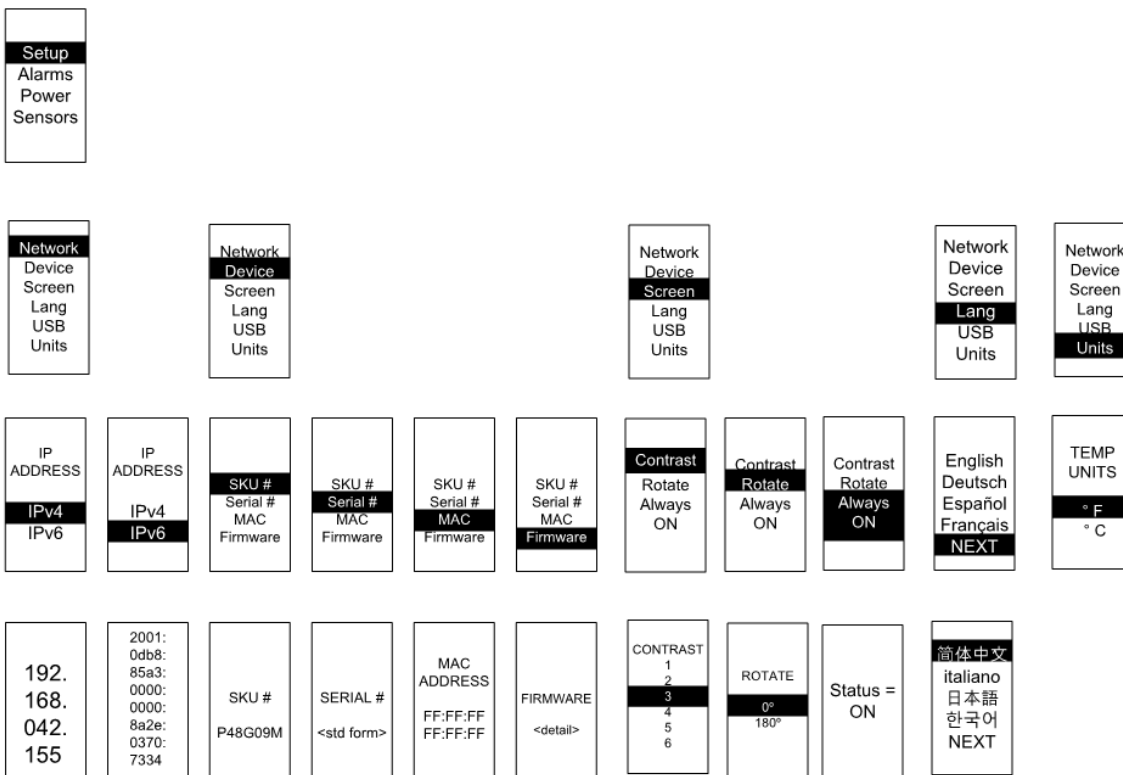 Setup
Alarms
Power
Sensors
Network
Device
Screen
Lang
USB
Units
Network
Device
Screen
Lang
USB
Units
Network
Device
Screen
Lang
USB
Units
Network
Device
Screen
Lang
USB
Units
Network
Device
Screen
Lang
USB
Units
IP
ADDRESS
IPv4
IPv6
IP
ADDRESS
IPv4
IPv6
SKU #
Serial #
MAC
Firmware
SKU #
Serial #
MAC
Firmware
SKU #
Serial #
MAC
Firmware
SKU #
Serial #
MAC
Firmware
Contrast
Rotate
Always
ON
Contrast
Rotate
Always
ON
Contrast
Rotate
Always
ON
English
Deutsch
Español
Français
NEXT
TEMP
UNITS
° F
° C
192.
168.
042.
155
2001:
0db8:
85a3:
0000:
0000:
8a2e:
0370:
7334
SKU #
P48G09M
SERIAL #
<std form>
MAC
ADDRESS
FF:FF:FF
FF:FF:FF
FIRMWARE
<detail>
CONTRAST
1
2
3
4
5
6
ROTATE
0º
180º
Status =
ON
简体中文
italiano
日本語
한국어
NEXT